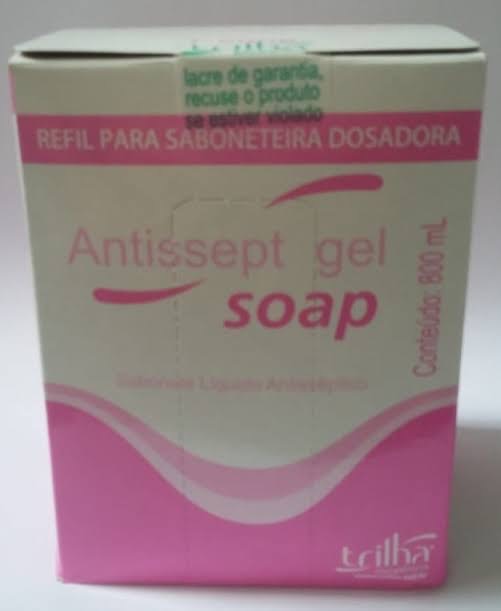 trilha
lacre de garantia,
recuse o produto
se estiver violado
REFIL PARA SABONETEIRA DOSADORA
Antissept gel
soap
Conteúdo: 800 mL
Sabonete Líquido Antisséptico
trilha